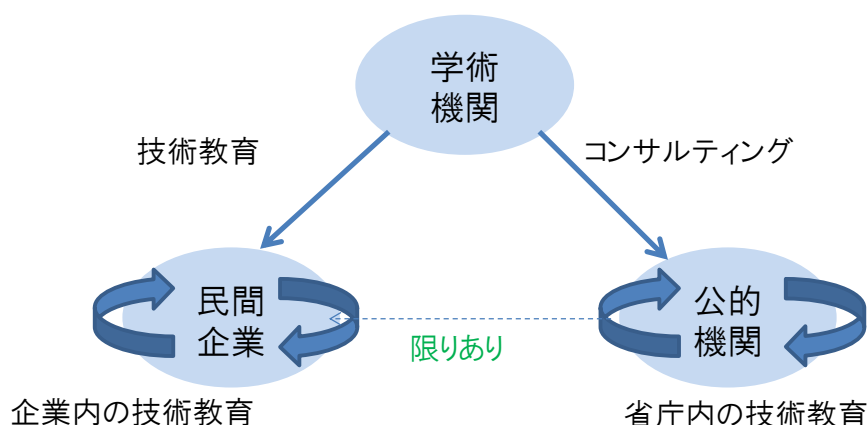 学術
機関
技術教育
コンサルティング
民間
企業
公的
機関
限りあり
企業内の技術教育
省庁内の技術教育